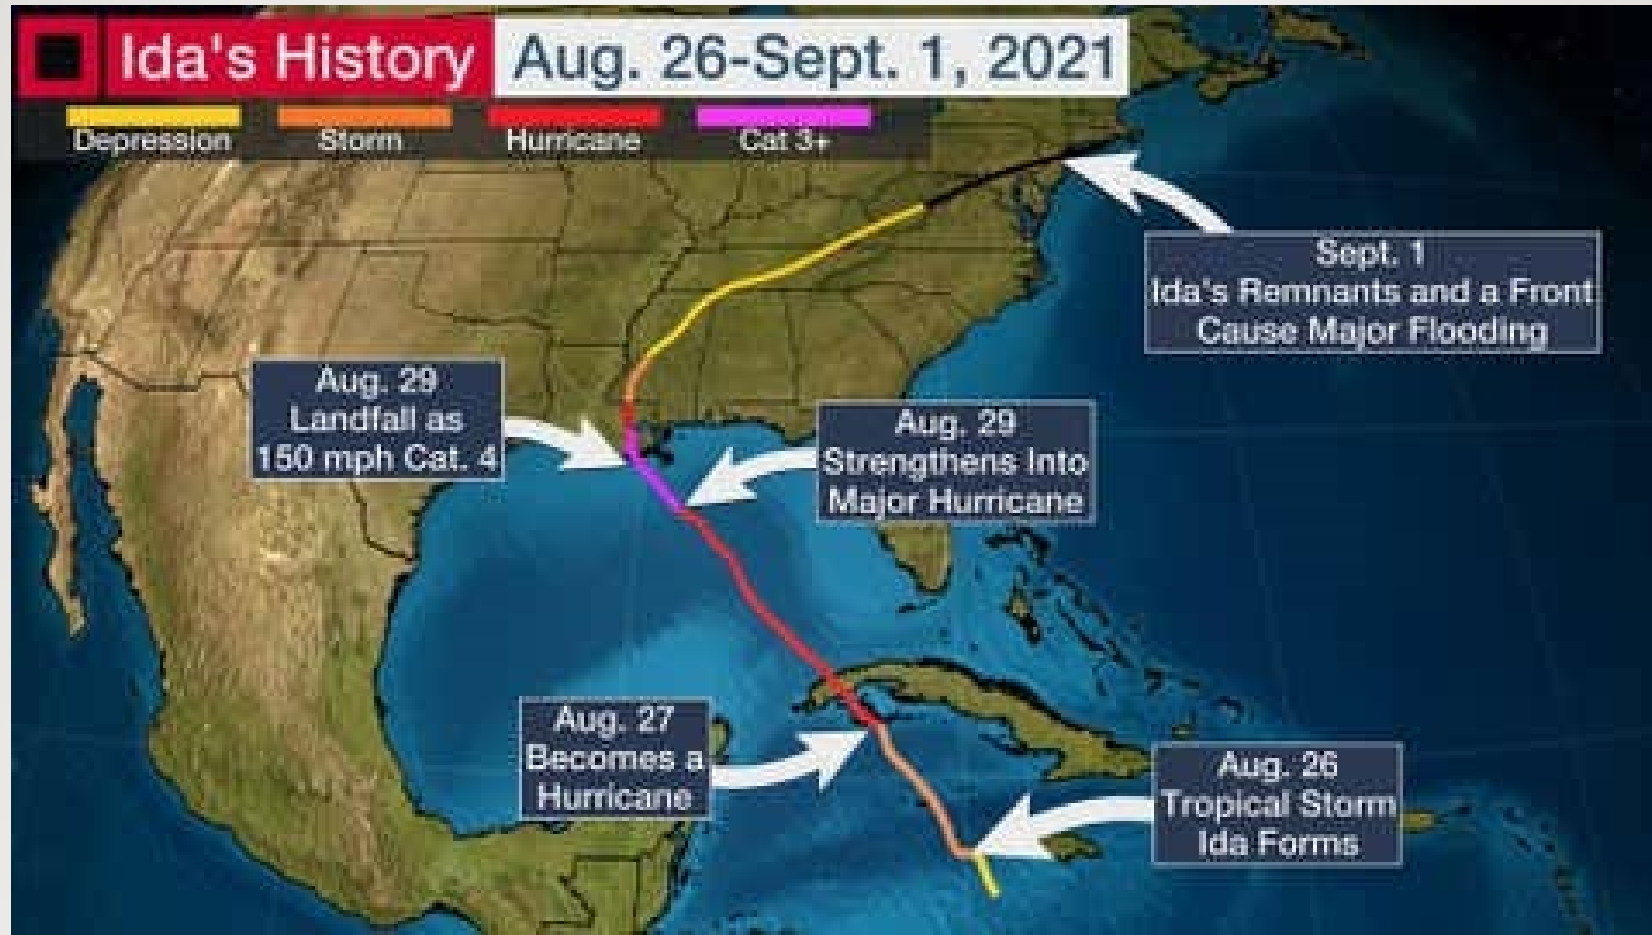 Ida's History Aug. 26-Sept. 1, 2021
Depression Storm Hurricane Cat 3+
Sept. 1
Ida's Remnants and a Front
Cause Major Flooding
Aug. 29
Landfall as
150 mph Cat. 4
Aug. 29
Strengthens Into
Major Hurricane
Aug. 27
Becomes a
Hurricane
Aug. 26
Tropical Storm
Ida Forms